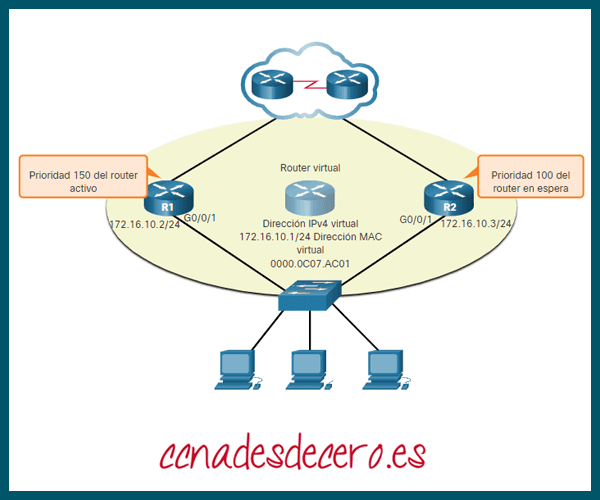 Prioridad 150 del router
activo
Router virtual
Prioridad 100 del
router en espera
R1
R2
G0/0/1
G0/0/1
172.16.10.2/24
172.16.10.3/24
Dirección IPv4 virtual
172.16.10.1/24 Dirección MAC
virtual
0000.0C07.AC01
ccnadesdecero.es